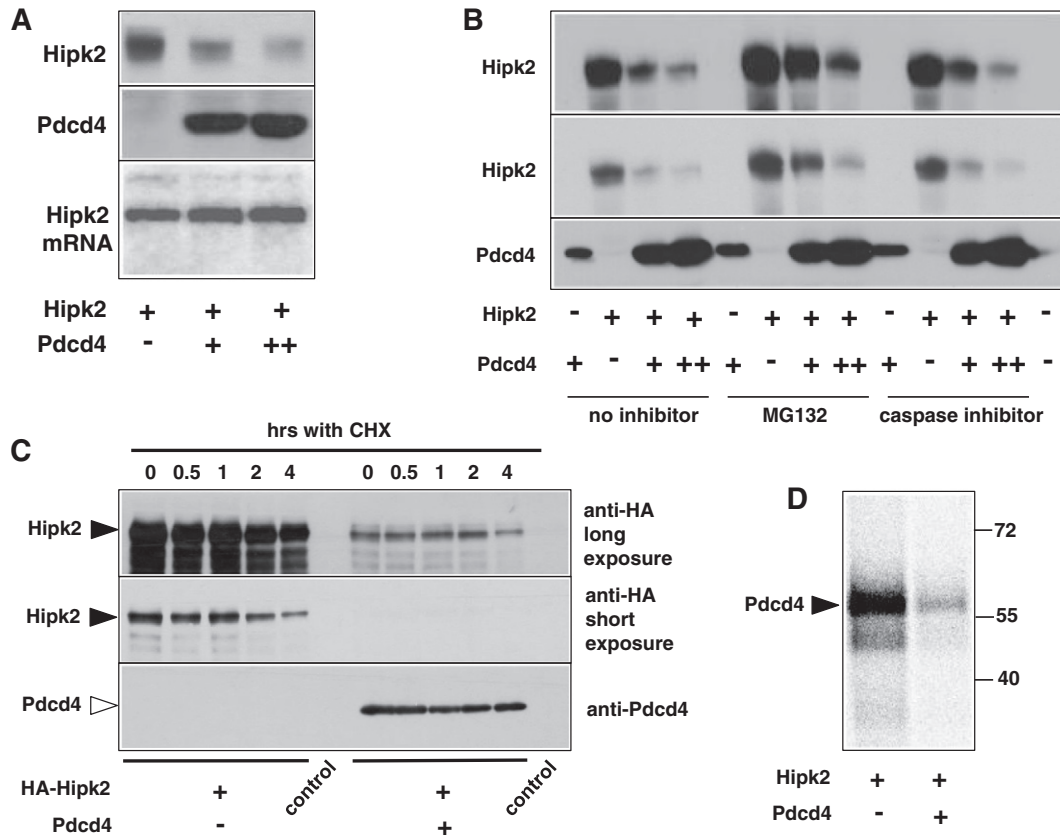 A
Hipk2
Pdcd4
Hipk2
mRNA
Hipk2 + + +
Pdcd4 - + ++
B
Hipk2
Hipk2
Pdcd4
Hipk2 - + + + - + + + - + + + -
Pdcd4 + - + ++ + - + ++ + - + ++ -
no inhibitor MG132 caspase inhibitor
C
hrs with CHX
0 0.5 1 2 4 0 0.5 1 2 4
Hipk2
anti-HA
long
exposure
Hipk2
anti-HA
short
exposure
Pdcd4
anti-Pdcd4
HA-Hipk2 + control + control
Pdcd4 - +
D
72
Pdcd4
55
40
Hipk2 + +
Pdcd4 - +